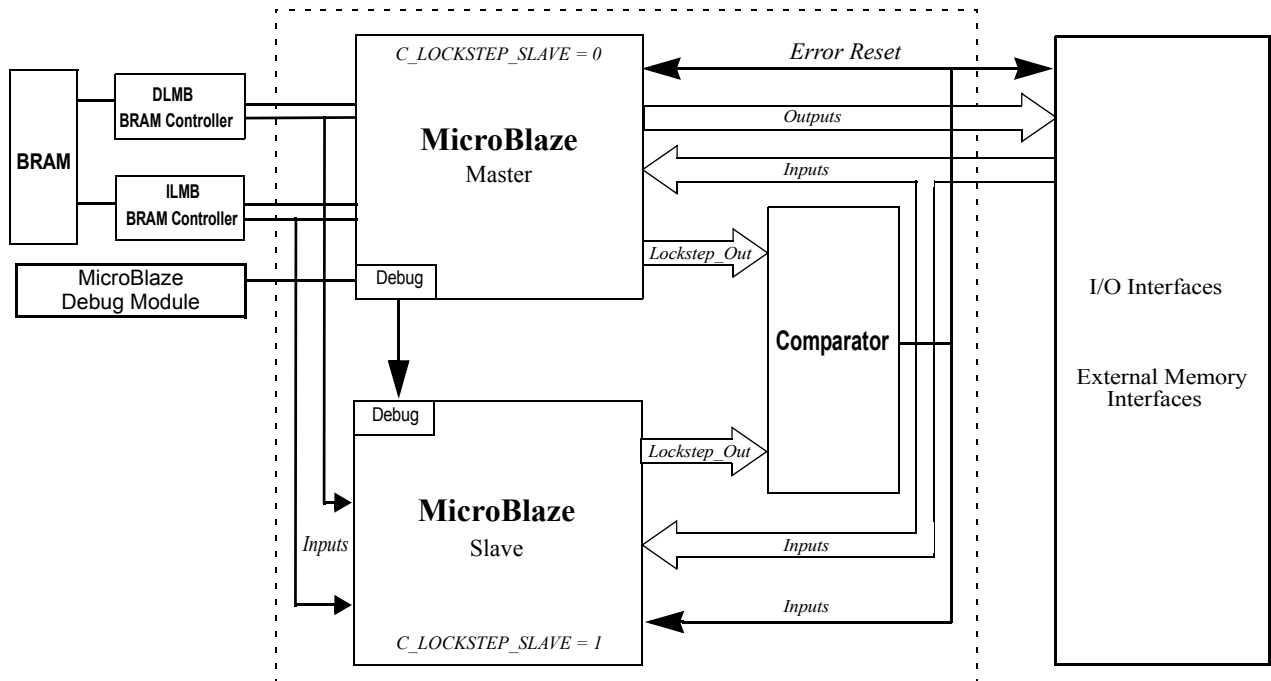 C_LOCKSTEP_SLAVE = 0
Error Reset
DLMB
BRAM Controller
MicroBlaze
Master
Outputs
Inputs
BRAM
ILMB
BRAM Controller
Lockstep_Out
MicroBlaze
Debug Module
Debug
I/O Interfaces
Comparator
External Memory
Interfaces
Debug
Lockstep_Out
MicroBlaze
Slave
Inputs
Inputs
Inputs
C_LOCKSTEP_SLAVE = 1